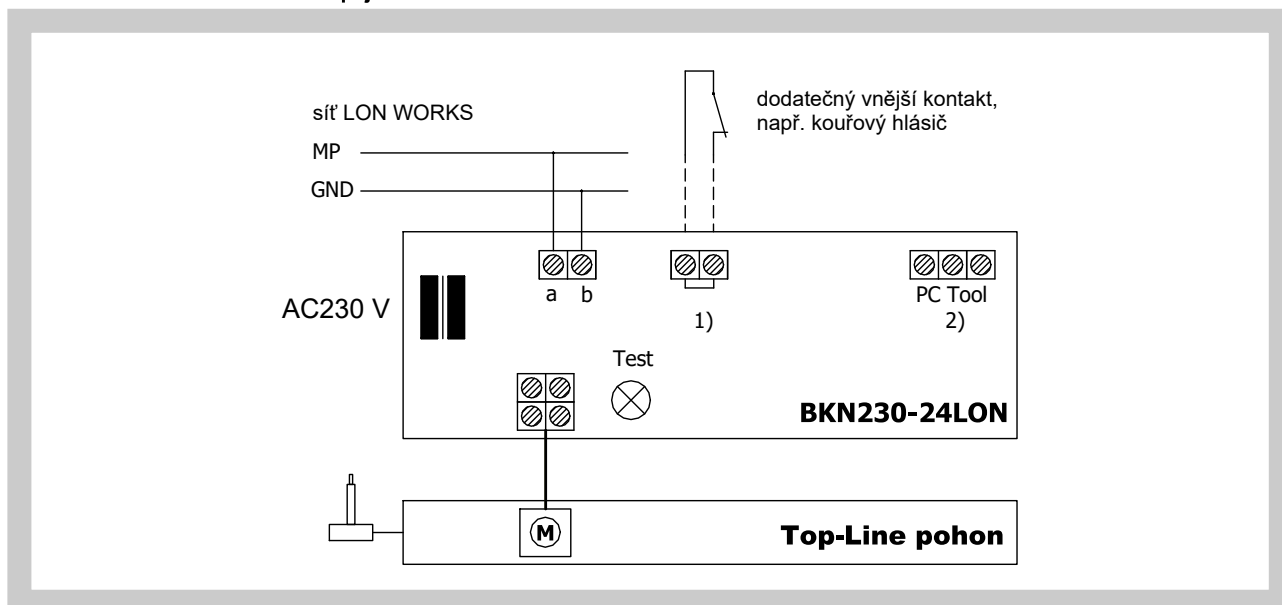 síť LON WORKS
MP
GND
dodatečný vnější kontakt,
např. kouřový hlásič
AC230 V
a b
1)
PC Tool
2)
Test
BKN230-24LON
M
Top-Line pohon